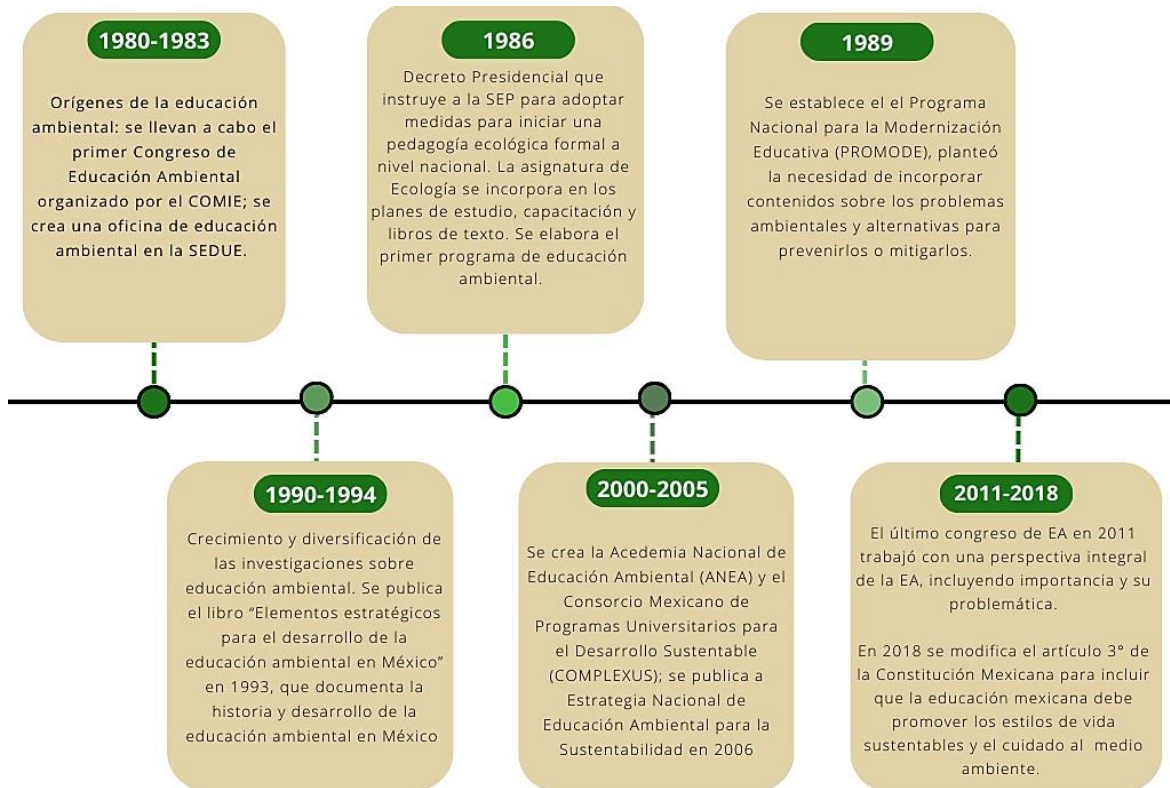 1980-1983
Orígenes de la educación
ambiental: se llevan a cabo el
primer Congreso de
Educación Ambiental
organizado por el COMIE; se
crea una oficina de educación
ambiental en la SEDUE.
1986
Decreto Presidencial que
instruye a la SEP para adoptar
medidas para iniciar una
pedagogía ecológica formal a
nivel nacional. La asignatura de
Ecología se incorpora en los
planes de estudio, capacitación y
libros de texto. Se elabora el
primer programa de educación
ambiental.
1989
Se establece el el Programa
Nacional para la Modernización
Educativa (PROMODE), planteó
la necesidad de incorporar
contenidos sobre los problemas
ambientales y alternativas para
prevenirlos o mitigarlos.
1990-1994
Crecimiento y diversificación de
las investigaciones sobre
educación ambiental. Se publica
el libro “Elementos estratégicos
para el desarrollo de la
educación ambiental en México”
en 1993, que documenta la
historia y desarrollo de la
educación ambiental en México
2000-2005
Se crea la Acedemia Nacional de
Educación Ambiental (ANEA) y el
Consorcio Mexicano de
Programas Universitarios para
el Desarrollo Sustentable
(COMPLEXUS); se publica a
Estrategia Nacional de
Educación Ambiental para la
Sustentabilidad en 2006
2011-2018
El último congreso de EA en 2011
trabajó con una perspectiva integral
de la EA, incluyendo importancia y su
problemática.
En 2018 se modifica el artículo 3° de
la Constitución Mexicana para incluir
que la educación mexicana debe
promover los estilos de vida
sustentables y el cuidado al medio
ambiente.